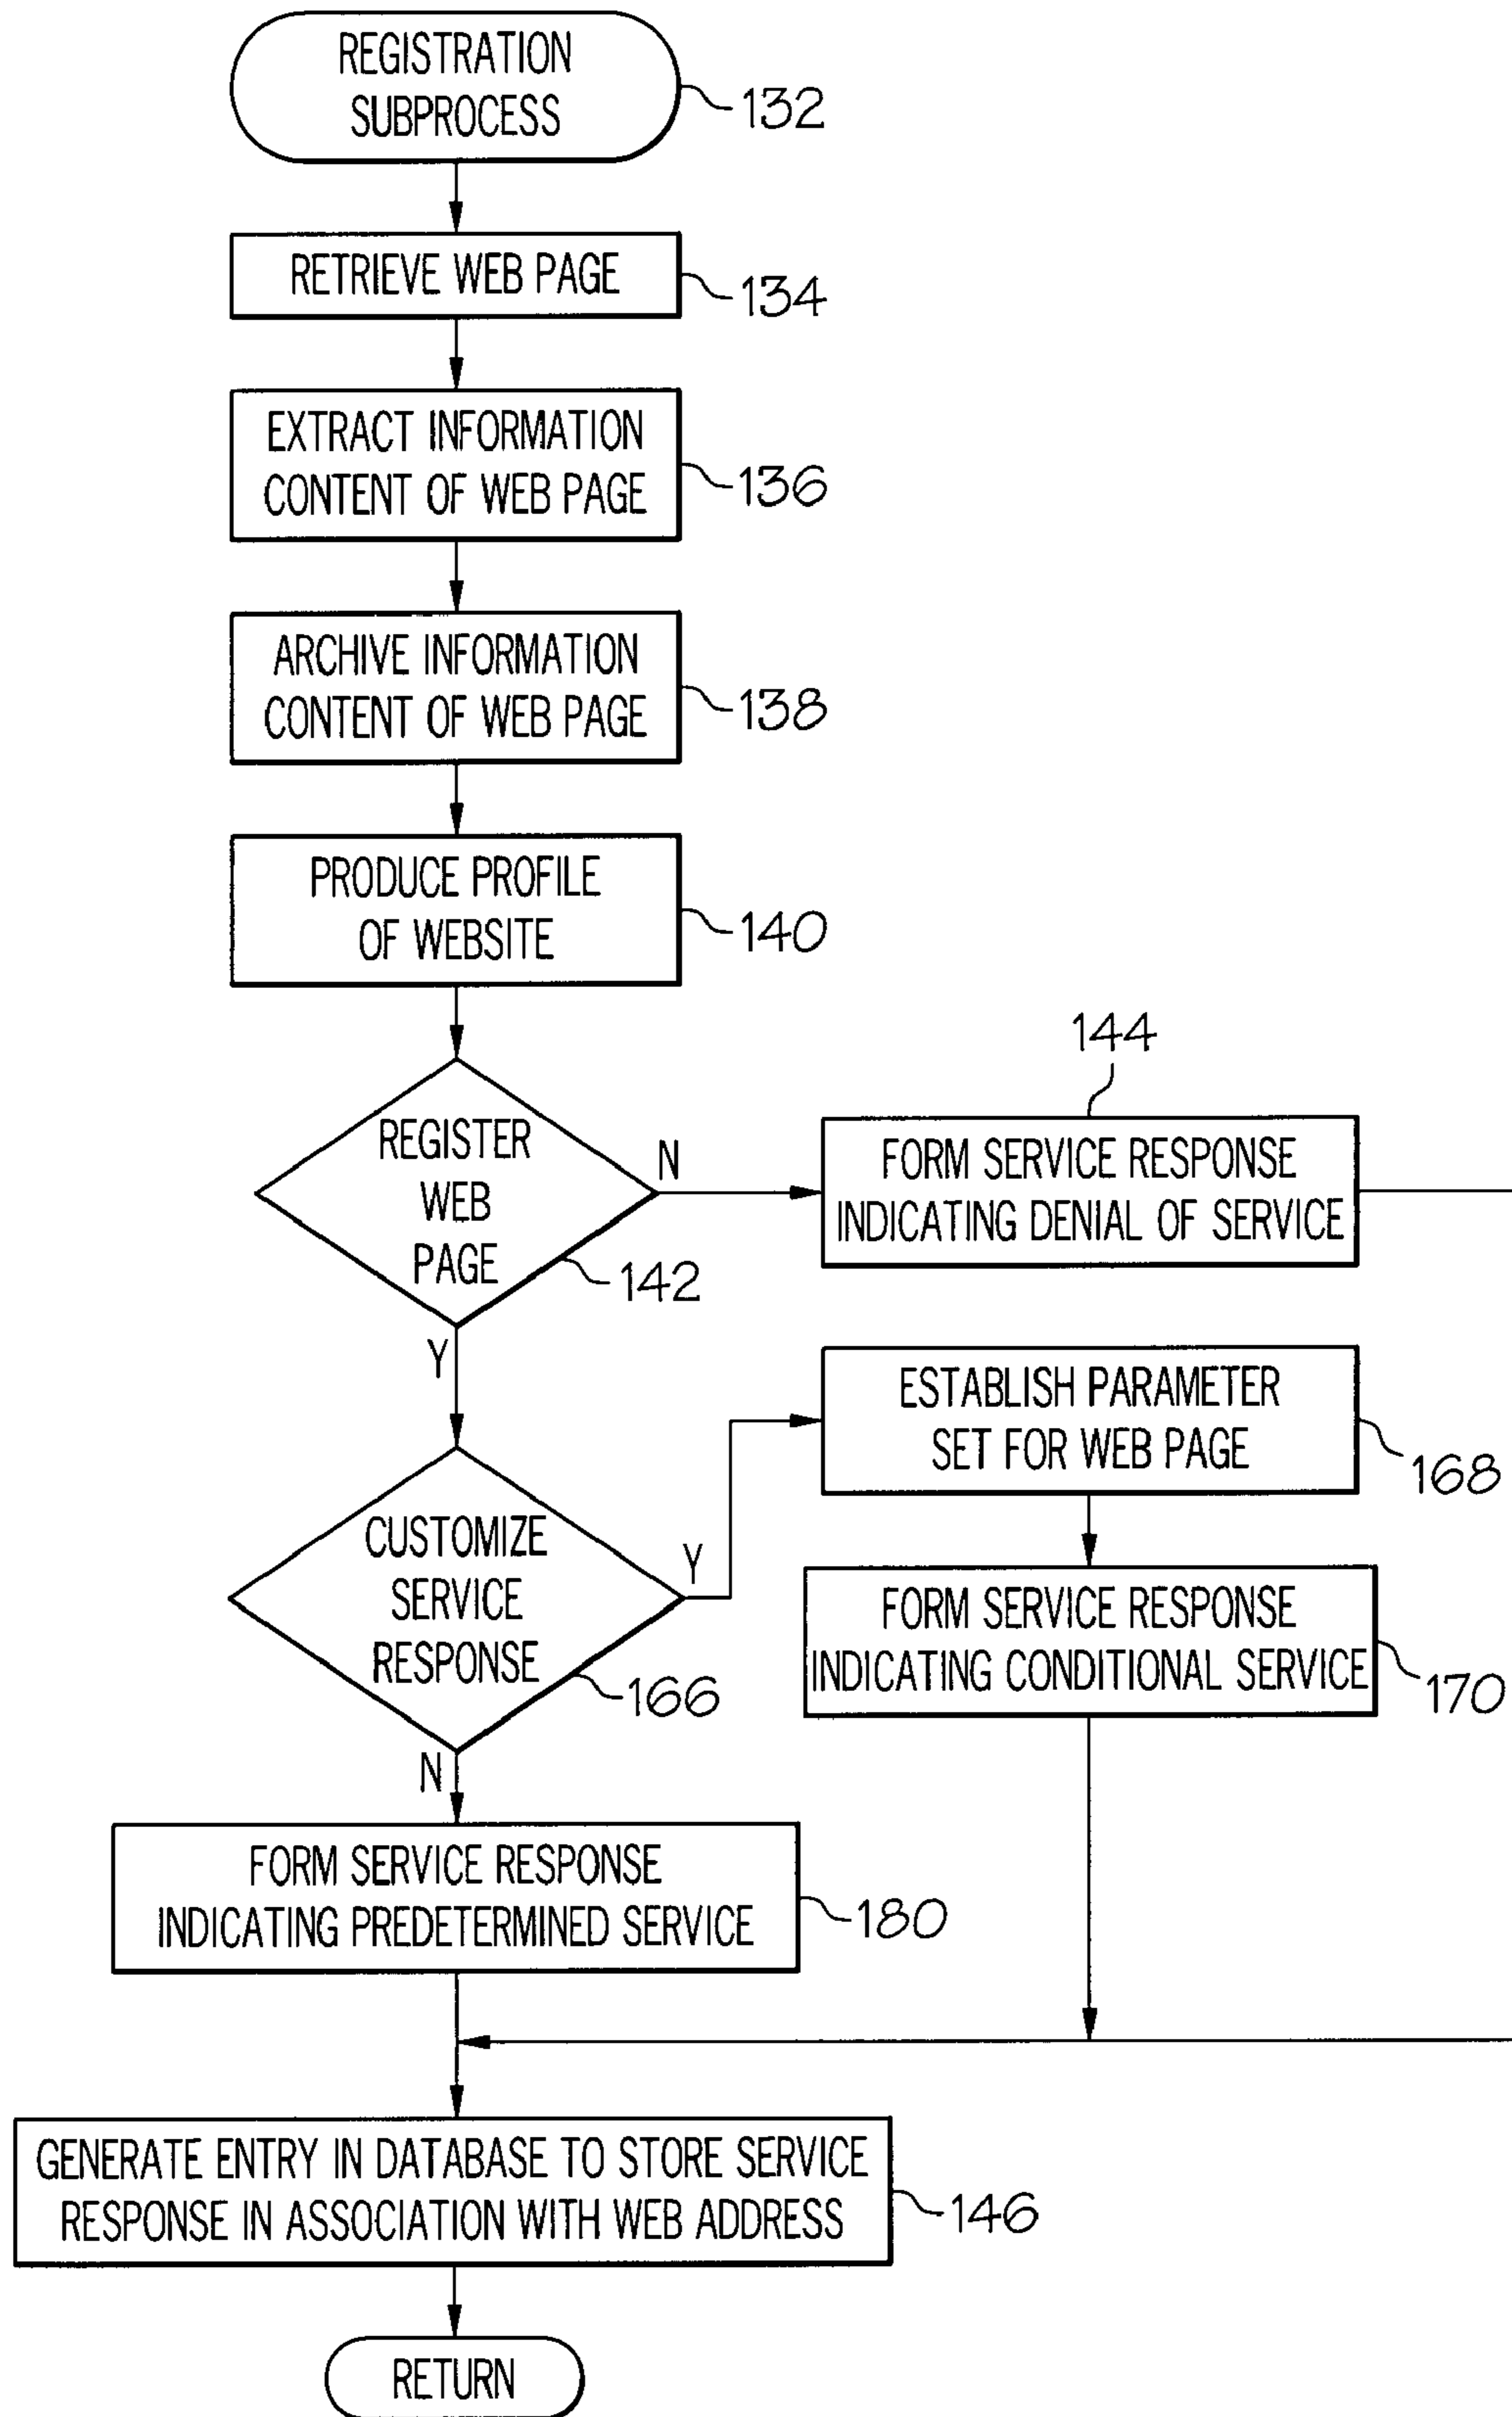 REGISTRATION
SUBPROCESS
132
RETRIEVE WEB PAGE
134
EXTRACT INFORMATION
CONTENT OF WEB PAGE
136
ARCHIVE INFORMATION
CONTENT OF WEB PAGE
138
PRODUCE PROFILE
OF WEBSITE
140
REGISTER
WEB
PAGE
142
N
144
FORM SERVICE RESPONSE
INDICATING DENIAL OF SERVICE
Y
CUSTOMIZE
SERVICE
RESPONSE
166
Y
ESTABLISH PARAMETER
SET FOR WEB PAGE
168
FORM SERVICE RESPONSE
INDICATING CONDITIONAL SERVICE
170
N
FORM SERVICE RESPONSE
INDICATING PREDETERMINED SERVICE
180
GENERATE ENTRY IN DATABASE TO STORE SERVICE
RESPONSE IN ASSOCIATION WITH WEB ADDRESS
146
RETURN